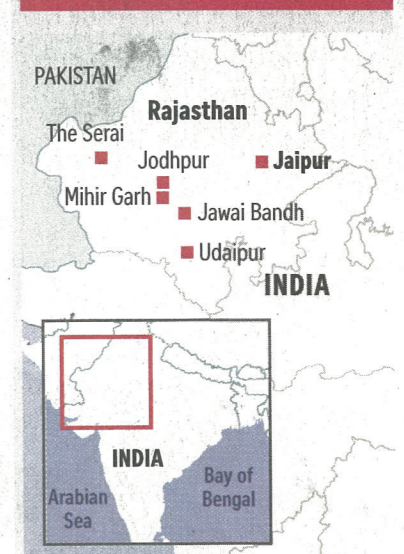 PAKISTAN
Rajasthan
The Serai
Jodhpur
Jaipur
Mihir Garh
Jawai Bandh
Udaipur
INDIA
INDIA
Arabian
Sea
Bay of
Bengal